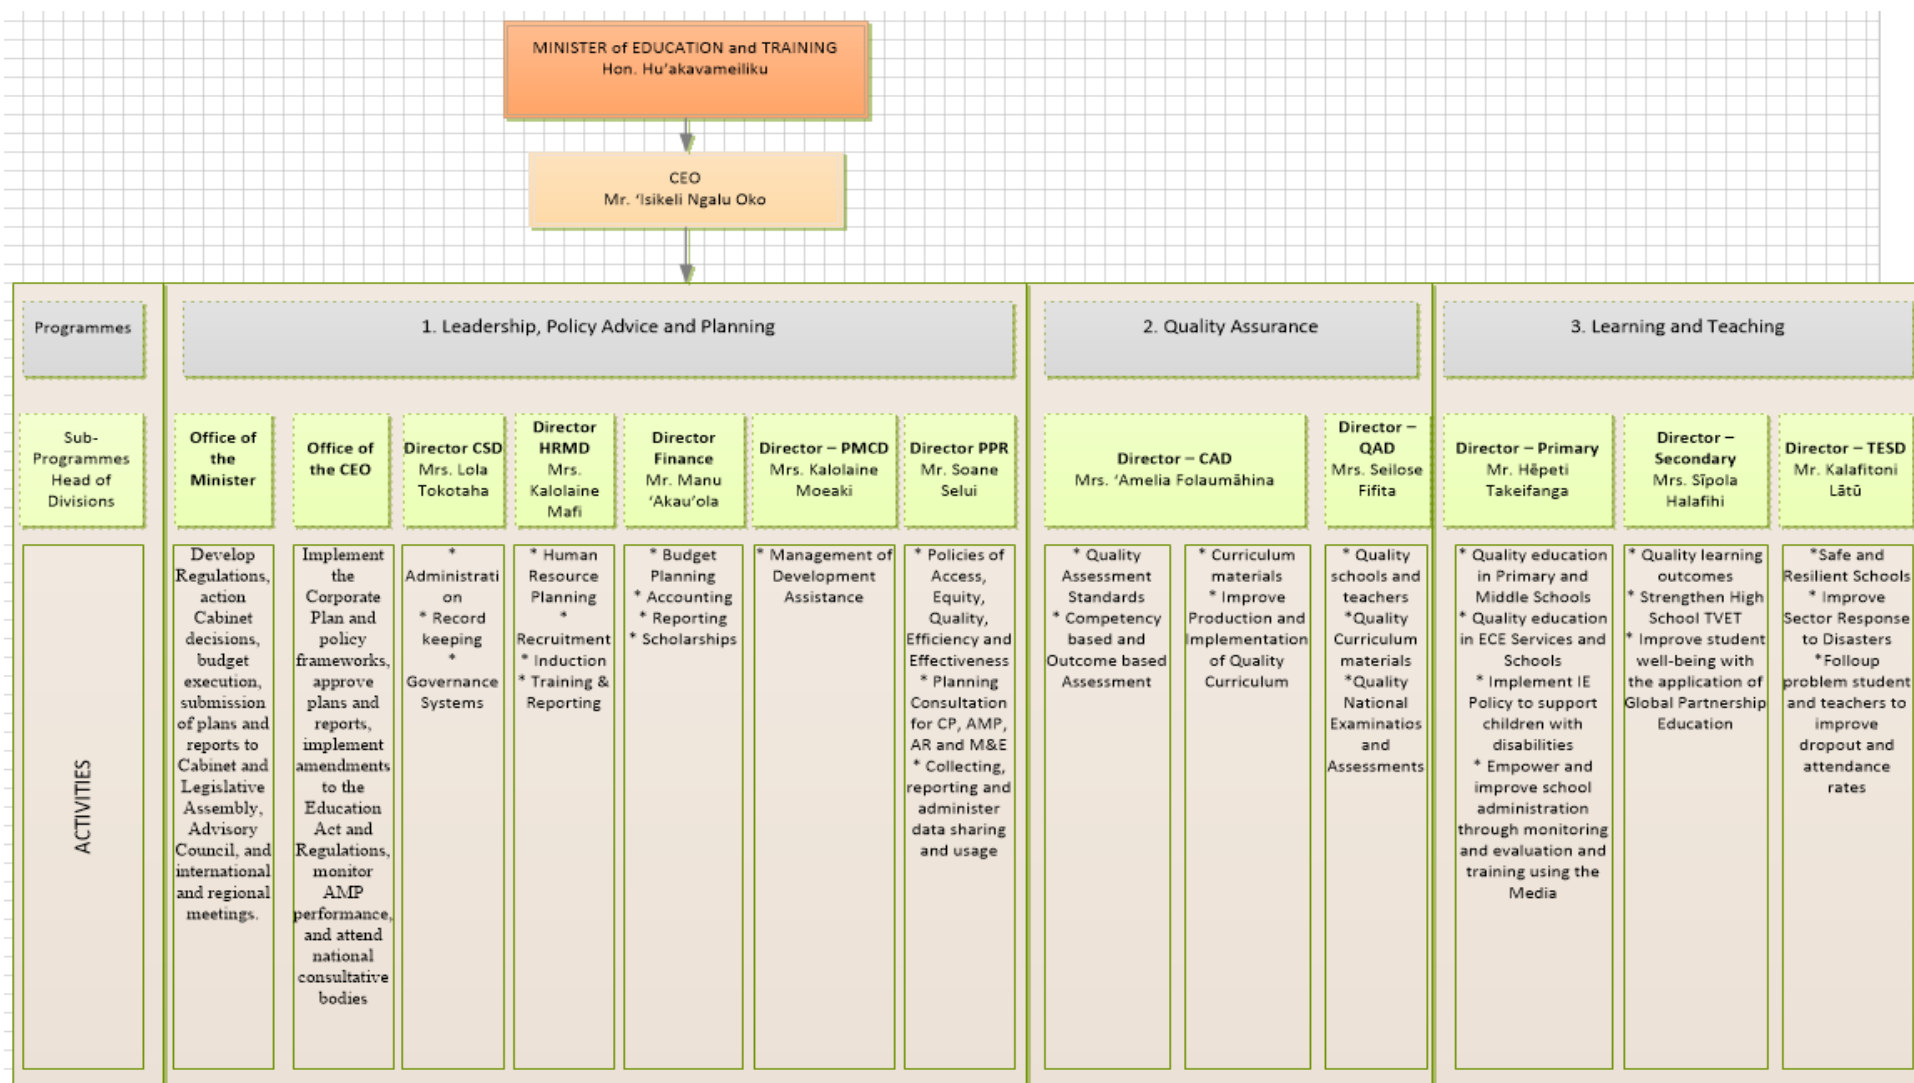 MINISTER of EDUCATION and TRAINING
Hon. Hu'akavameiliku
CEO
Mr. 'Isikeli Ngalu Oko
Programmes
1. Leadership, Policy Advice and Planning
2. Quality Assurance
3. Learning and Teaching
Sub-
Programmes
Head of
Divisions
Office of
the
Minister
Office of
the CEO
Director CSD
Mrs. Lola
Tokotaha
Director
HRMD
Mrs.
Kalolaine
Mafi
Director
Finance
Mr. Manu
'Akau'ola
Director – PMCD
Mrs. Kalolaine
Moeaki
Director PPR
Mr. Soane
Selui
Director – CAD
Mrs. 'Amelia Folaumāhina
Director –
QAD
Mrs. Seilose
Fifita
Director – Primary
Mr. Hēpeti
Takeifanga
Director –
Secondary
Mrs. Sīpola
Halafihi
Director – TESD
Mr. Kalafitoni
Lātū
ACTIVITIES
Develop
Regulations,
action
Cabinet
decisions,
budget
execution,
submission
of plans and
reports to
Cabinet and
Legislative
Assembly,
Advisory
Council, and
international
and regional
meetings.
Implement
the
Corporate
Plan and
policy
frameworks,
approve
plans and
reports,
implement
amendments
to the
Education
Act and
Regulations,
monitor
AMP
performance,
and attend
national
consultative
bodies
*
Administrati
on
* Record
keeping
*
Governance
Systems
* Human
Resource
Planning
*
Recruitment
* Induction
* Training &
Reporting
* Budget
Planning
* Accounting
* Reporting
* Scholarships
* Management of
Development
Assistance
* Policies of
Access,
Equity,
Quality,
Efficiency and
Effectiveness
* Planning
Consultation
for CP, AMP,
AR and M&E
* Collecting,
reporting and
administer
data sharing
and usage
* Quality
Assessment
Standards
* Competency
based and
Outcome based
Assessment
* Curriculum
materials
* Improve
Production and
Implementation
of Quality
Curriculum
* Quality
schools and
teachers
*Quality
Curriculum
materials
*Quality
National
Examinatios
and
Assessments
* Quality education
in Primary and
Middle Schools
* Quality education
in ECE Services and
Schools
* Implement IE
Policy to support
children with
disabilities
* Empower and
improve school
administration
through monitoring
and evaluation and
training using the
Media
* Quality learning
outcomes
* Strengthen High
School TVET
* Improve student
well-being with
the application of
Global Partnership
Education
*Safe and
Resilient Schools
* Improve
Sector Response
to Disasters
*Folloup
problem student
and teachers to
improve
dropout and
attendance
rates